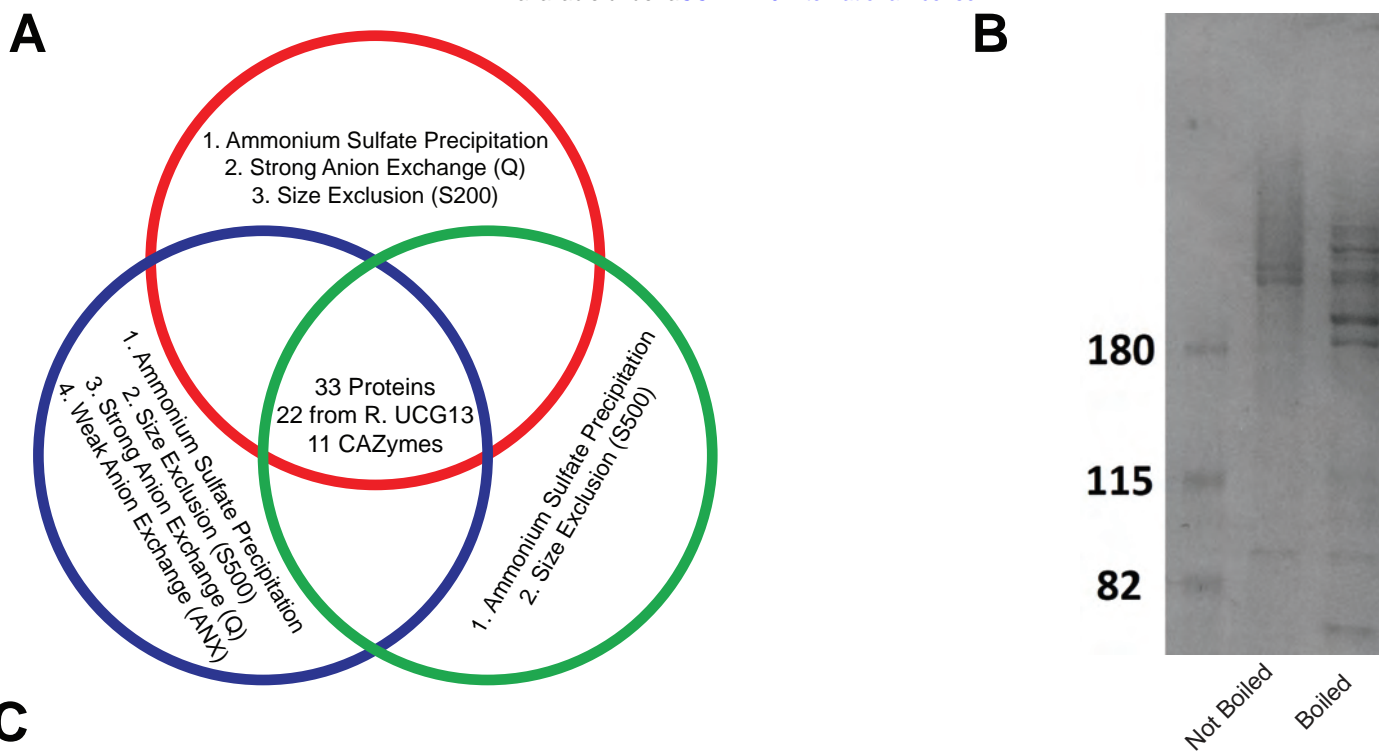 A
B
1. Ammonium Sulfate Precipitation
2. Strong Anion Exchange (Q)
3. Size Exclusion (S200)
1. Ammonium Sulfate Precipitation
2. Size Exclusion (S500)
3. Strong Anion Exchange (Q)
4. Weak Anion Exchange (ANX)
33 Proteins
22 from R. UCG13
11 CAZymes
1. Ammonium Sulfate Precipitation
2. Size Exclusion (S500)
180
115
82
Not Boiled
Boiled
C